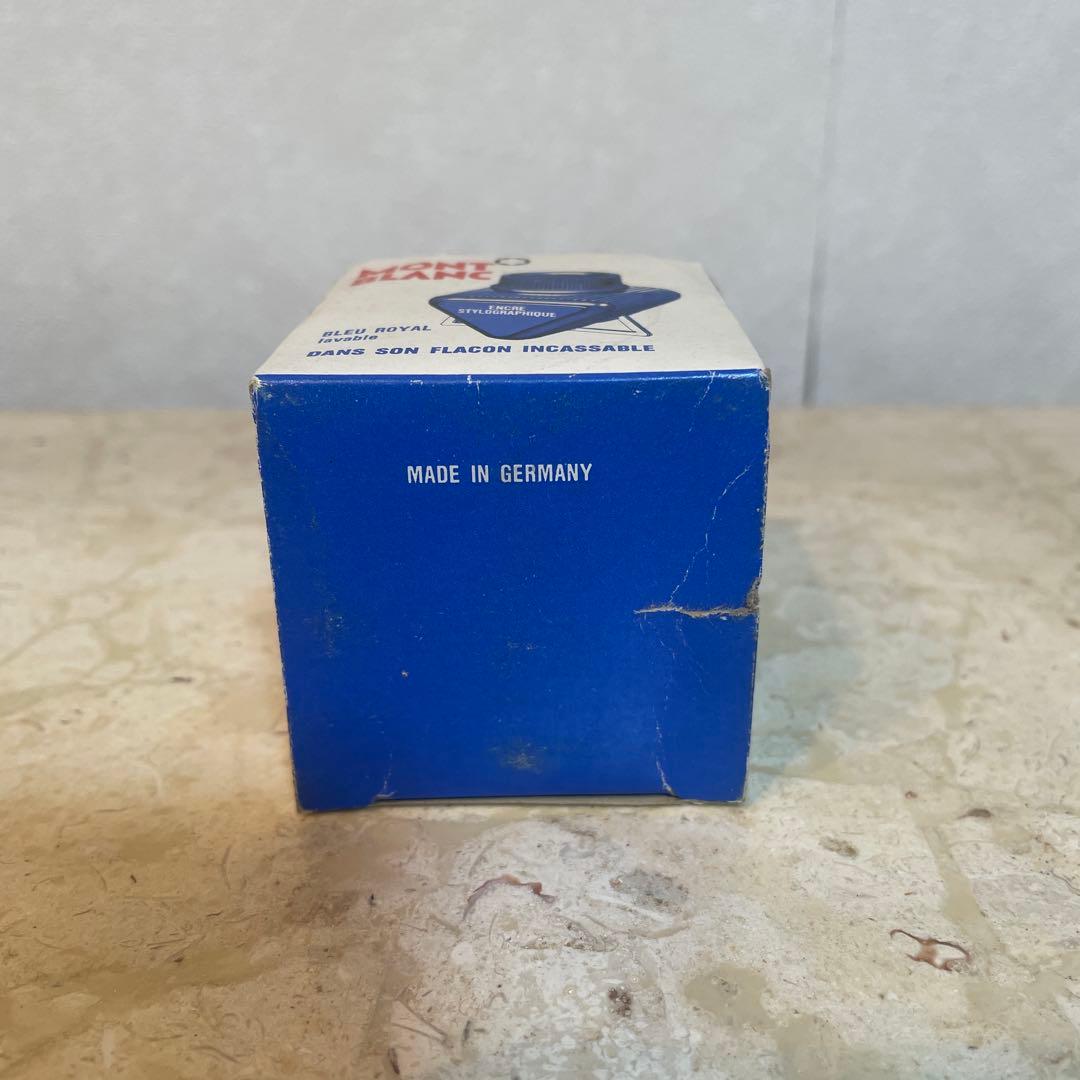 MONT
BLANC
ENCRE
STYLOGRAPHIQUE
BLEU ROYAL
lavable
DANS SON FLACON INCASSABLE
MADE IN GERMANY